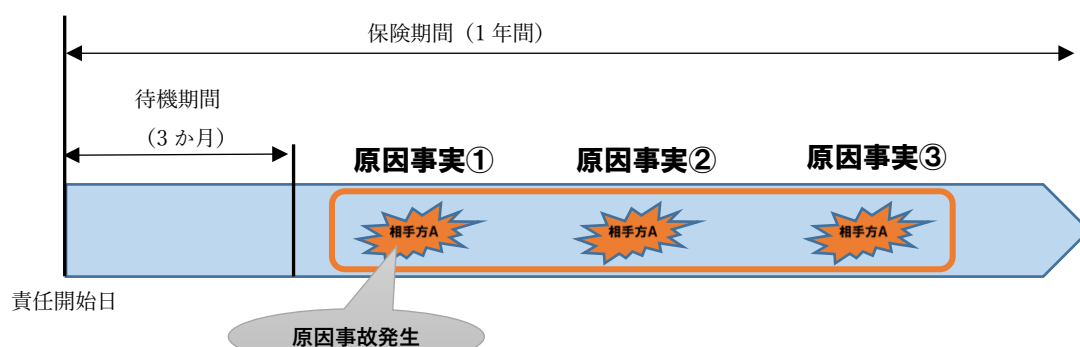 保険期間（1 年間）
待機期間
（3 か月）
原因事実①
原因事実②
原因事実③
相手方A
相手方A
相手方A
責任開始日
原因事故発生